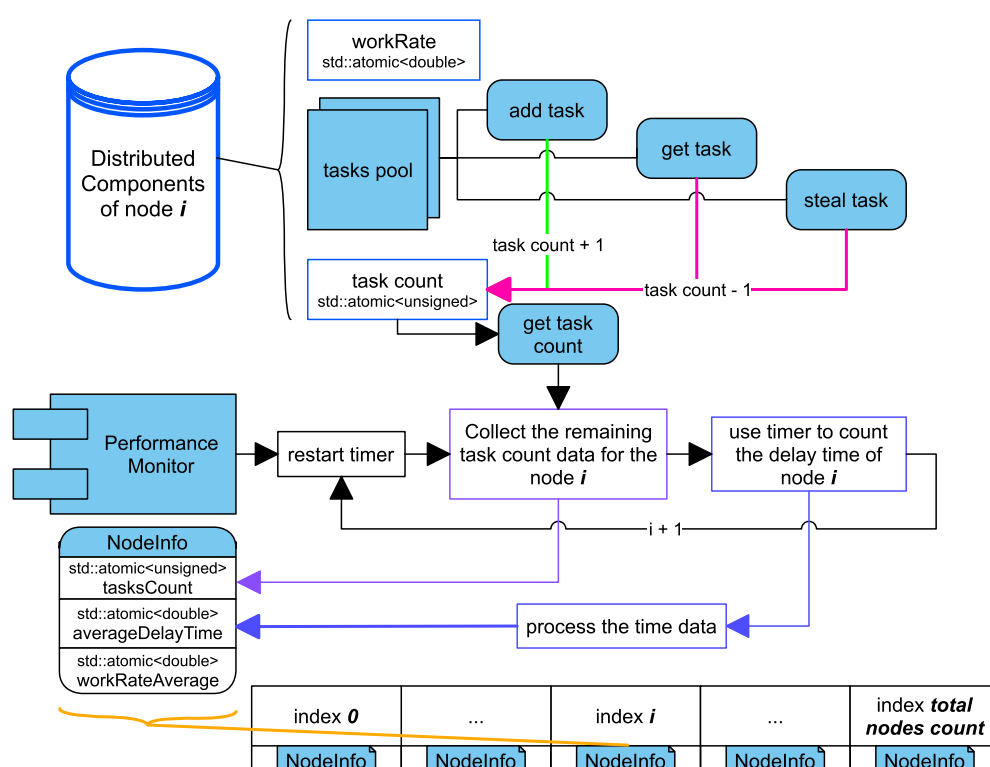 workRate
std::atomic<double>
add task
get task
Distributed
Components
of node i
tasks pool
steal task
task count + 1
task count
std::atomic<unsigned>
task count - 1
get task
count
Performance
Monitor
restart timer
Collect the remaining
task count data for the
node i
use timer to count
the delay time of
node i
i + 1
NodeInfo
std::atomic<unsigned>
tasksCount
std::atomic<double>
averageDelayTime
process the time data
std::atomic<double>
workRateAverage
index 0
...
index i
...
index total
nodes count
NodeInfo
NodeInfo
NodeInfo
NodeInfo
NodeInfo